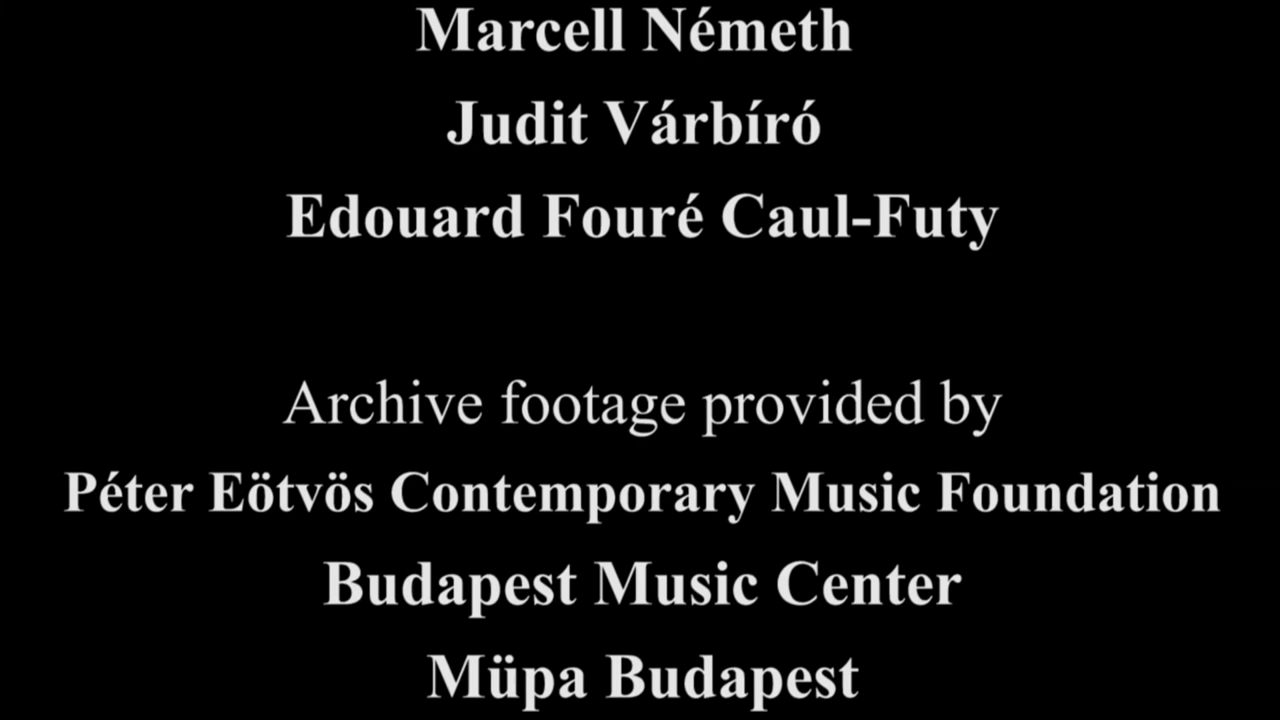 Marcell Németh
Judit Várbíró
Edouard Fouré Caul-Futy
Archive footage provided by
Péter Eötvös Contemporary Music Foundation
Budapest Music Center
Müpa Budapest